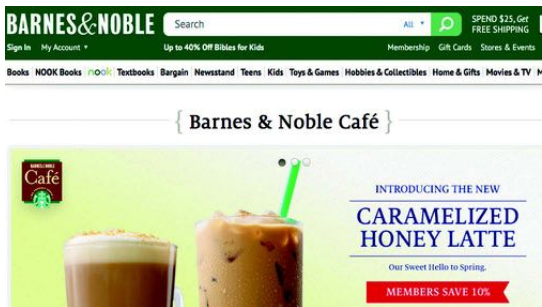 BARNES&NOBLE
Search
All
SPEND $25, Get
FREE SHIPPING
Sign In My Account
Up to 40% Off Bibles for Kids
Membership Gift Cards Stores & Events
Books NOOK Books nook Textbooks Bargain Newsstand Teens Kids Toys & Games Hobbies & Collectibles Home & Gifts Movies & TV M
{ Barnes & Noble Café }
BARNES & NOBLE
Café
INTRODUCING THE NEW
CARAMELIZED
HONEY LATTE
Our Sweet Hello to Spring.
MEMBERS SAVE 10%